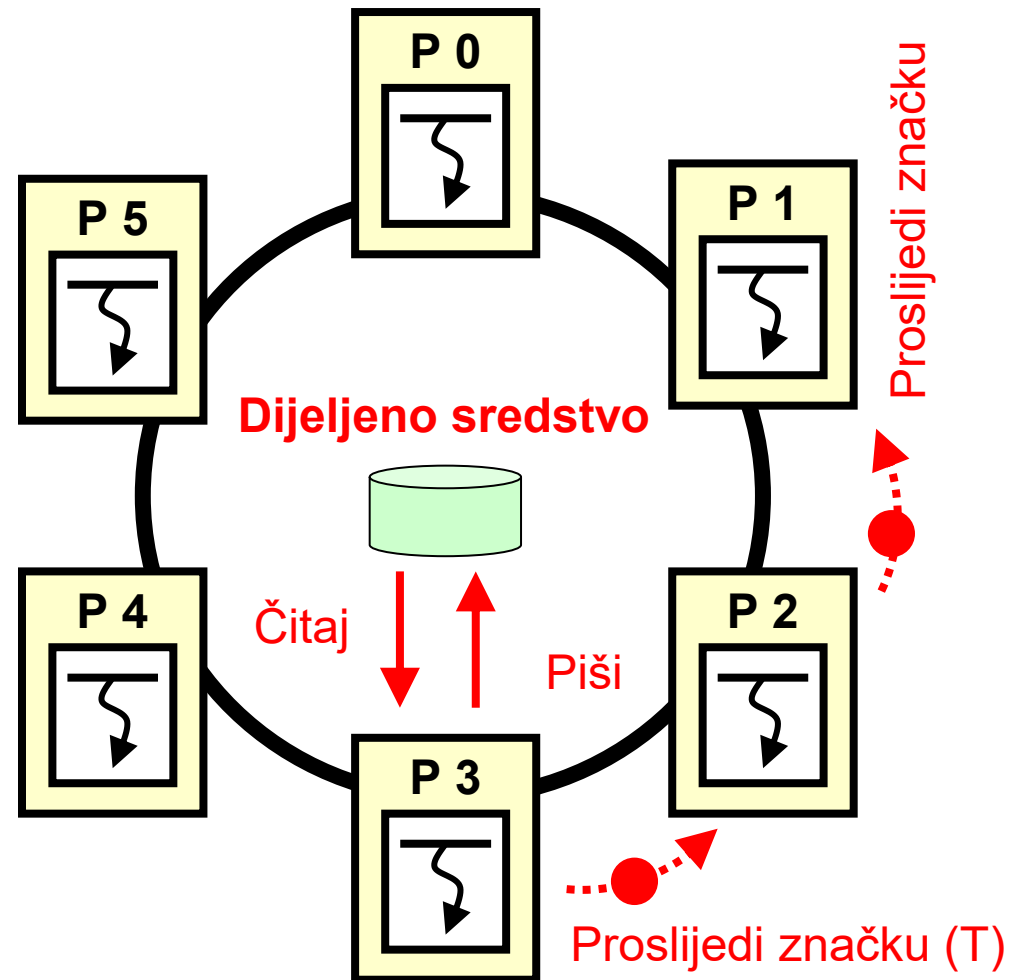 P 0
Proslijedi značku
P 5
P 1
Dijeljeno sredstvo
P 4
Čitaj
Piši
P 2
P 3
Proslijedi značku (T)